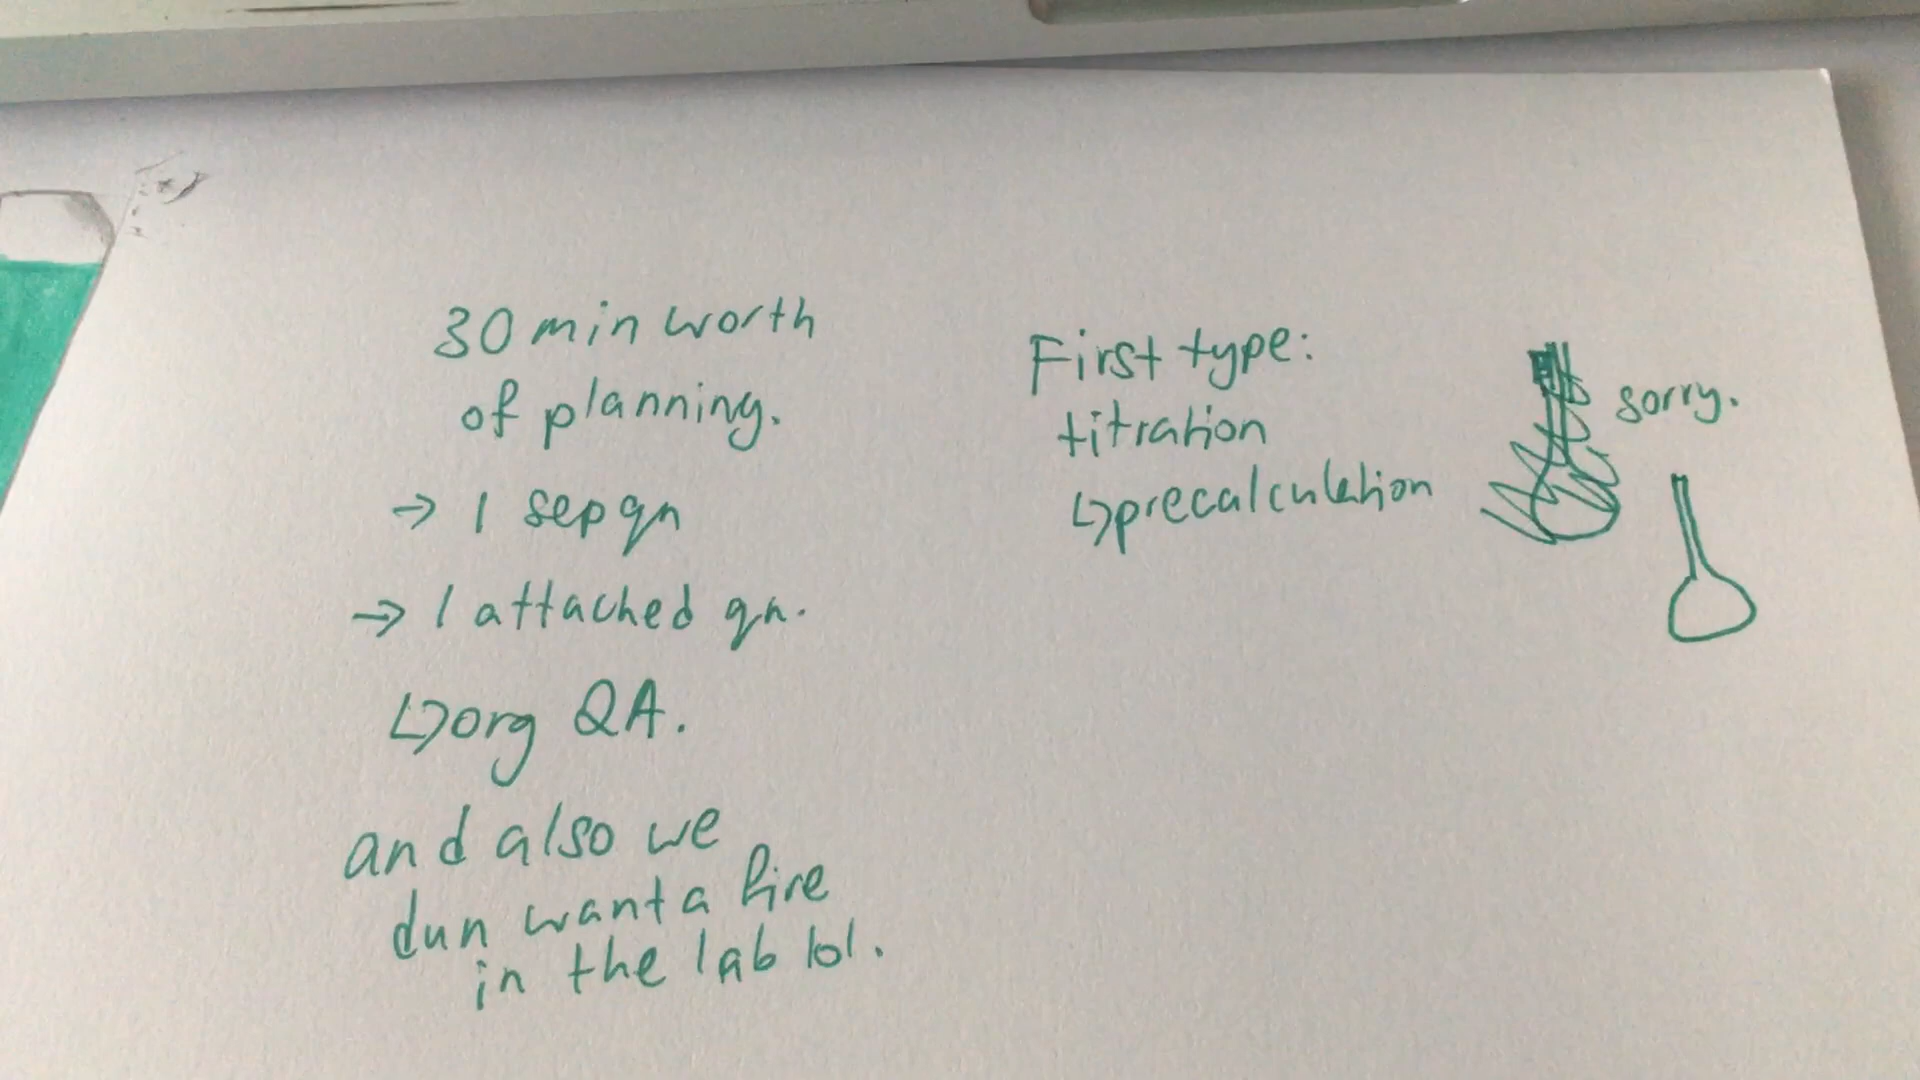 30 min worth
of planning.
→ 1 sep qn
→ 1 attached qn.
↳ org QA.
and also we
dun want a fire
in the lab lol.
First type:
titration
↳ precalculation
sorry.